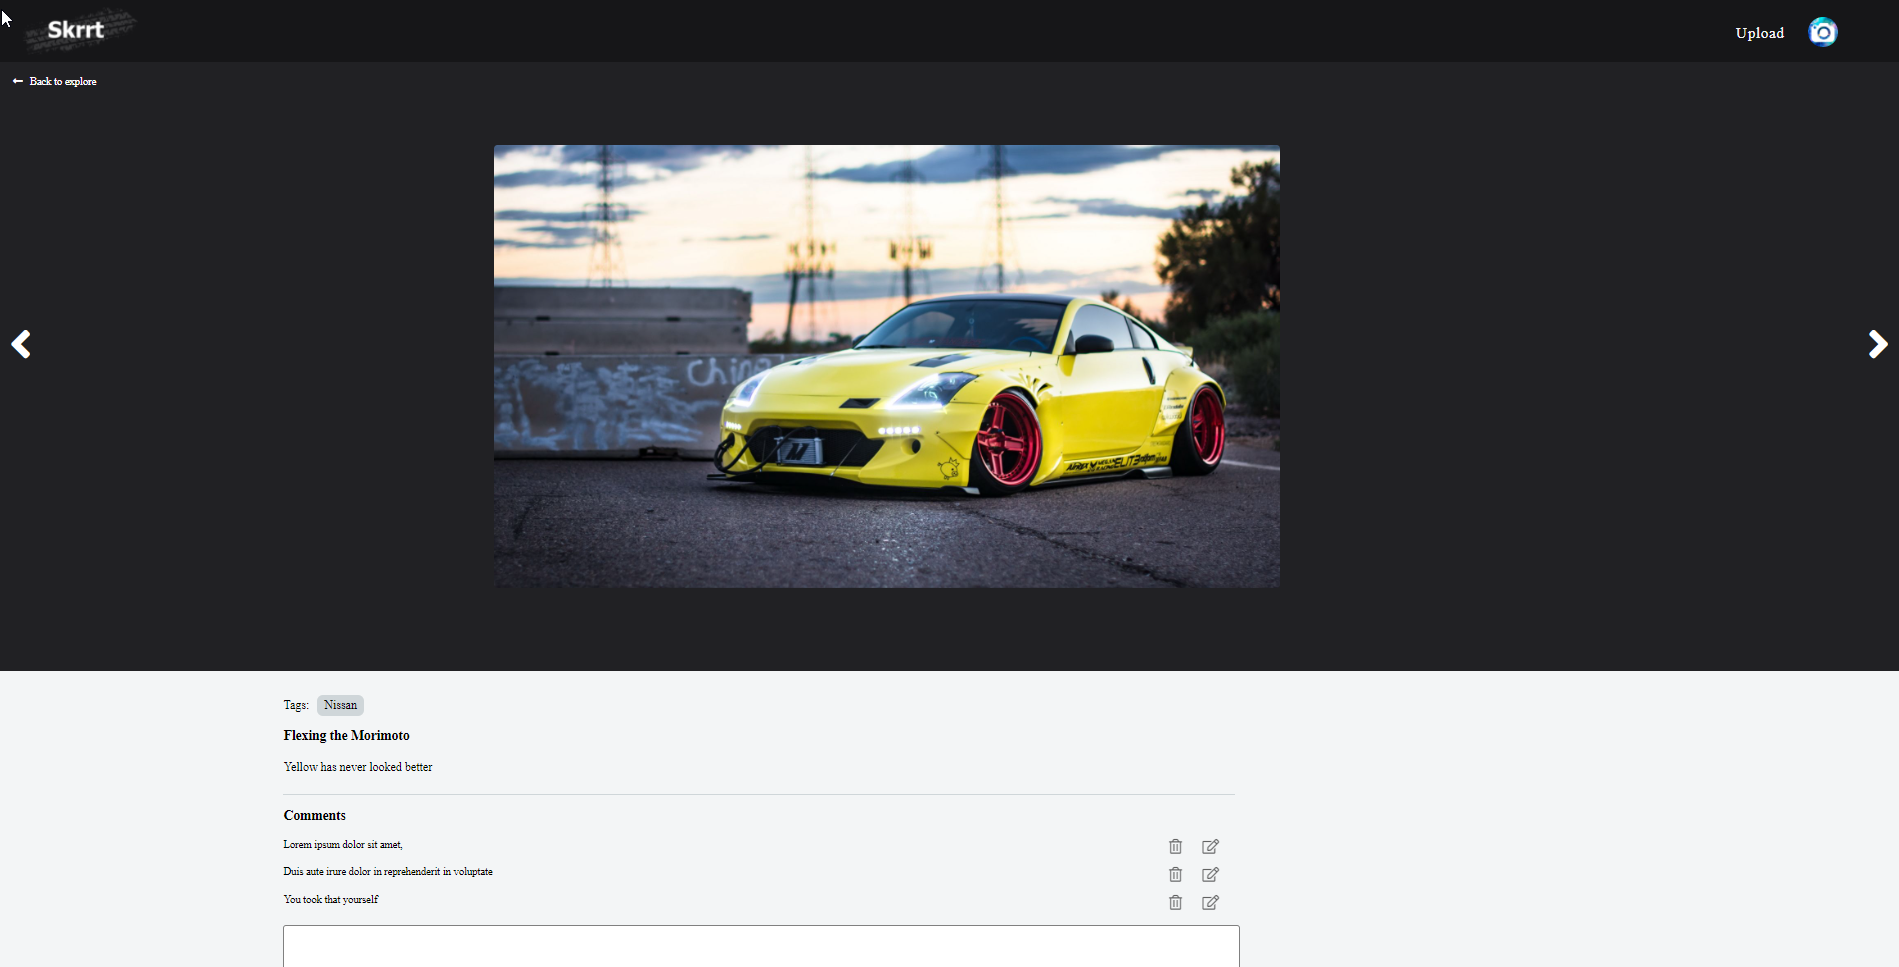 Skrrt
Upload
Back to explore
Tags: Nissan
Flexing the Morimoto
Yellow has never looked better
Comments
Lorem ipsum dolor sit amet,
Duis aute irure dolor in reprehenderit in voluptate
You took that yourself